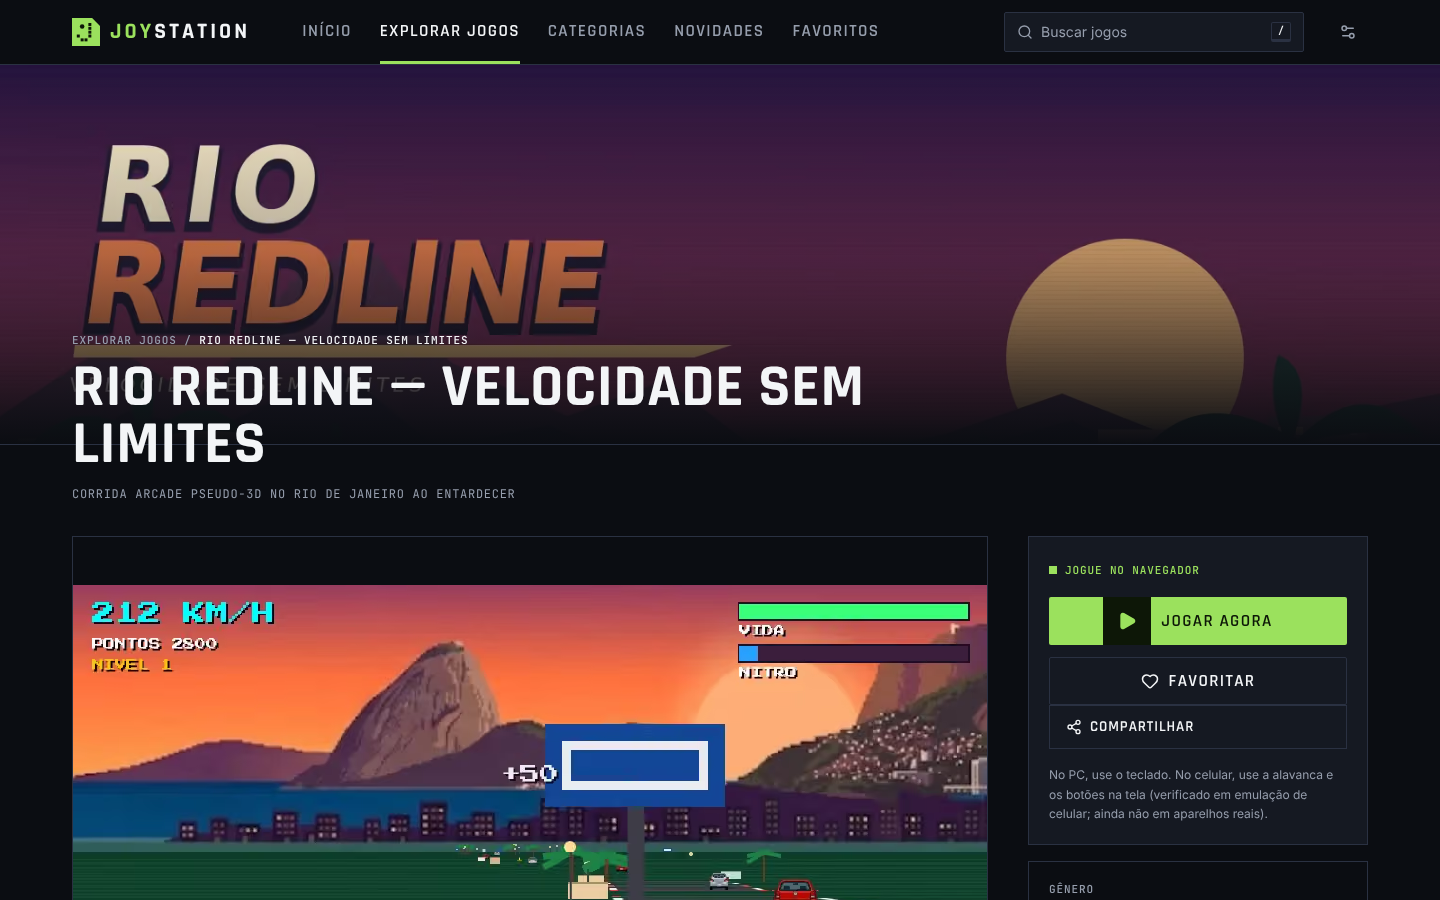 JOYSTATION
INÍCIO
EXPLORAR JOGOS
CATEGORIAS
NOVIDADES
FAVORITOS
Buscar jogos
/
RIO
REDLINE
EXPLORAR JOGOS / RIO REDLINE — VELOCIDADE SEM LIMITES
VELOCIDADE SEM LIMITES
RIO REDLINE — VELOCIDADE SEM
LIMITES
CORRIDA ARCADE PSEUDO-3D NO RIO DE JANEIRO AO ENTARDECER
212 KM/H
PONTOS 2800
NIVEL 1
VIDA
NITRO
+50
JOGUE NO NAVEGADOR
JOGAR AGORA
FAVORITAR
COMPARTILHAR
No PC, use o teclado. No celular, use a alavanca e
os botões na tela (verificado em emulação de
celular; ainda não em aparelhos reais).
GÊNERO